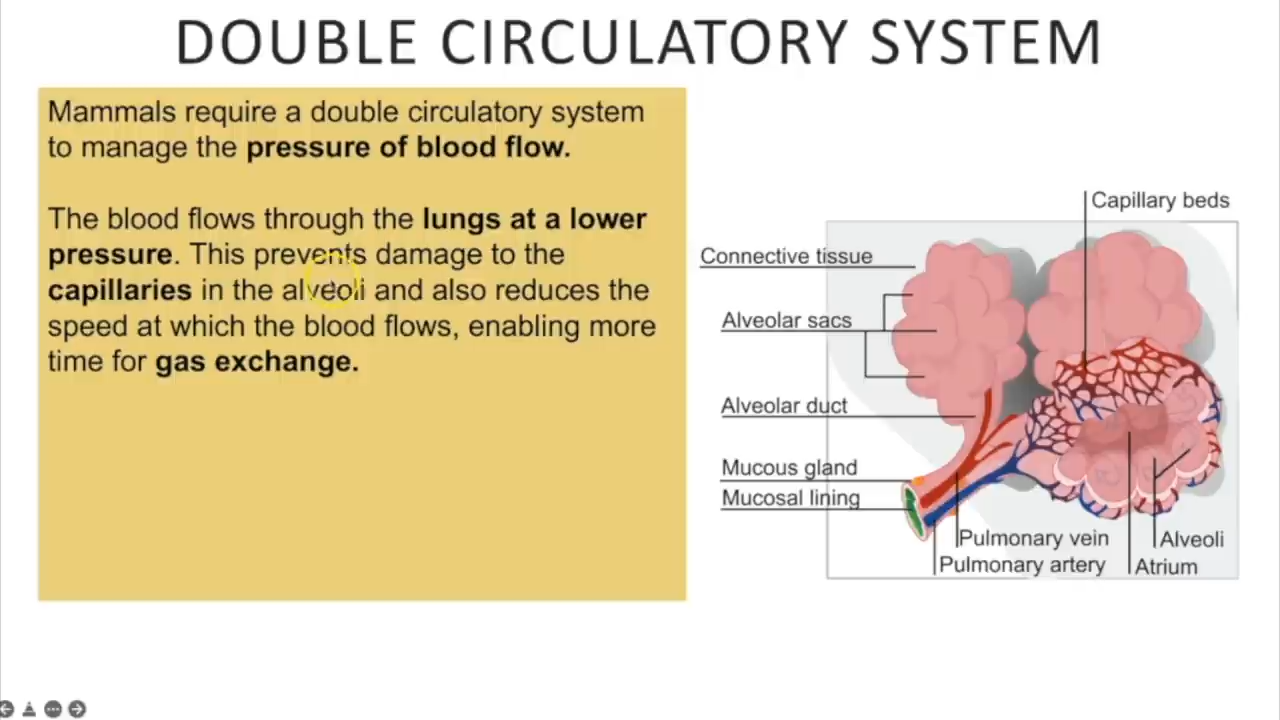 DOUBLE CIRCULATORY SYSTEM
Mammals require a double circulatory system
to manage the pressure of blood flow.
The blood flows through the lungs at a lower
pressure. This prevents damage to the
capillaries in the alveoli and also reduces the
speed at which the blood flows, enabling more
time for gas exchange.
Capillary beds
Connective tissue
Alveolar sacs
Alveolar duct
Mucous gland
Mucosal lining
Pulmonary vein
Alveoli
Pulmonary artery
Atrium